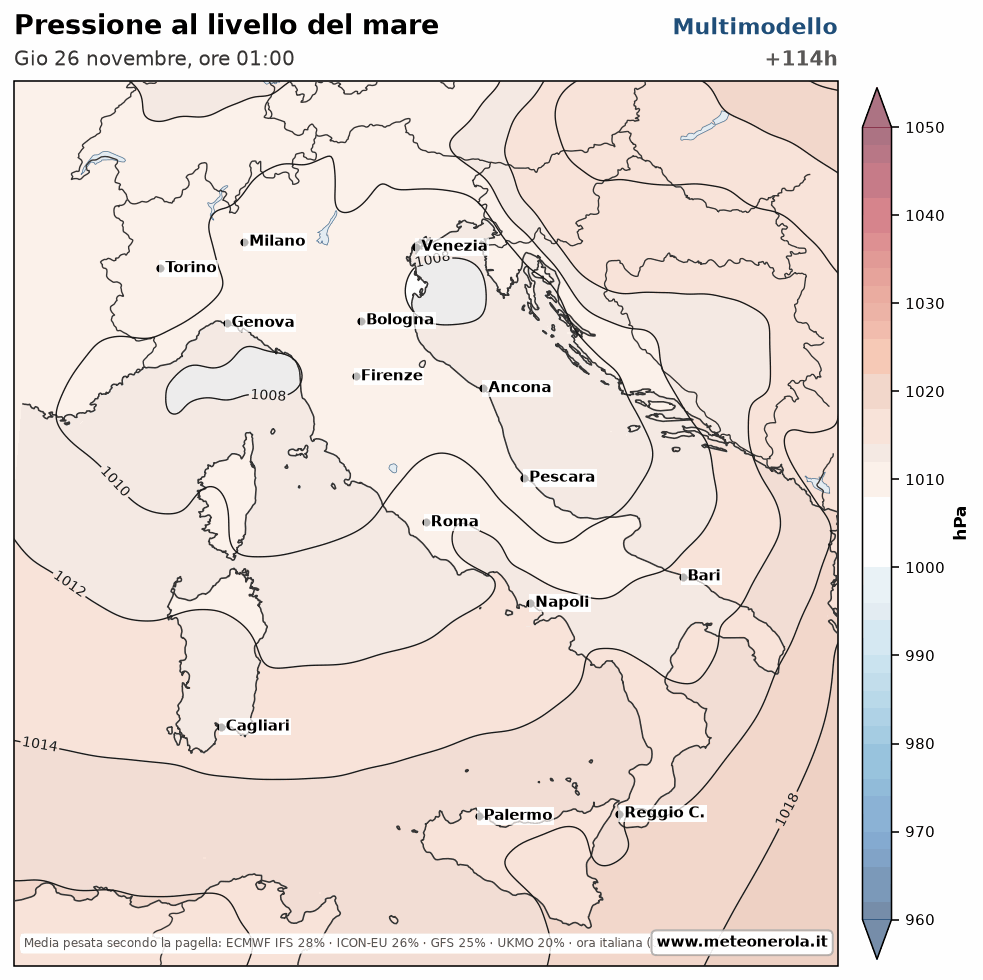 Pressione al livello del mare
Multimodello
Gio 26 novembre, ore 01:00
+114h
1050
1040
1030
1020
1010
1000
990
980
970
960
hPa
Milano
Venezia
1008
Torino
Genova
Bologna
Firenze
1008
Ancona
1010
Pescara
Roma
1012
Bari
Napoli
Cagliari
1014
Palermo
Reggio C.
1018
Media pesata secondo la pagella: ECMWF IFS 28% · ICON-EU 26% · GFS 25% · UKMO 20% · ora italiana (
www.meteonerola.it